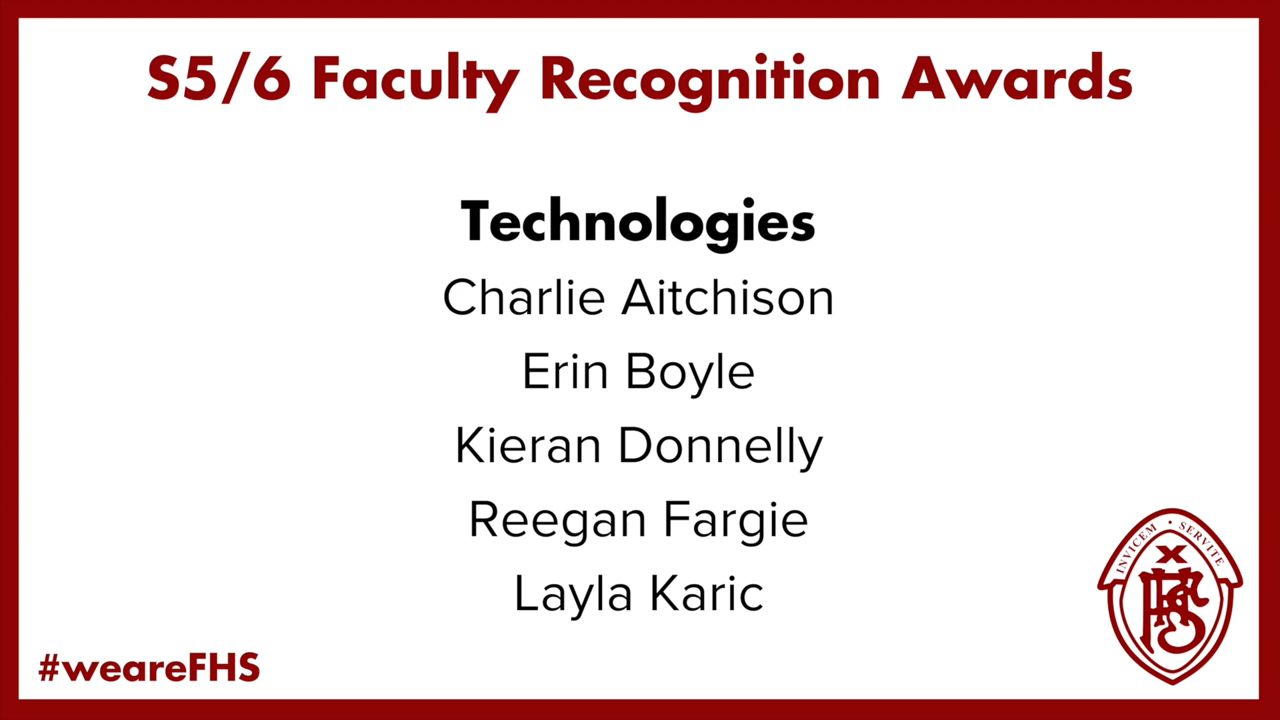 S5/6 Faculty Recognition Awards
Technologies
Charlie Aitchison
Erin Boyle
Kieran Donnelly
Reegan Fargie
Layla Karic
INVICEM • SERVITE
X
FHS
#weareFHS